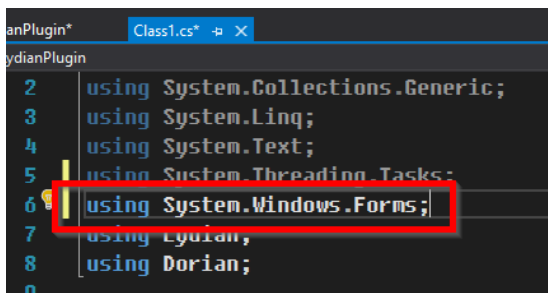 anPlugin* Class1.cs*
ydianPlugin
2 using System.Collections.Generic;
3 using System.Linq;
4 using System.Text;
5 using System.Threading.Tasks;
6 using System.Windows.Forms;
7 using Lydian;
8 using Dorian;
9